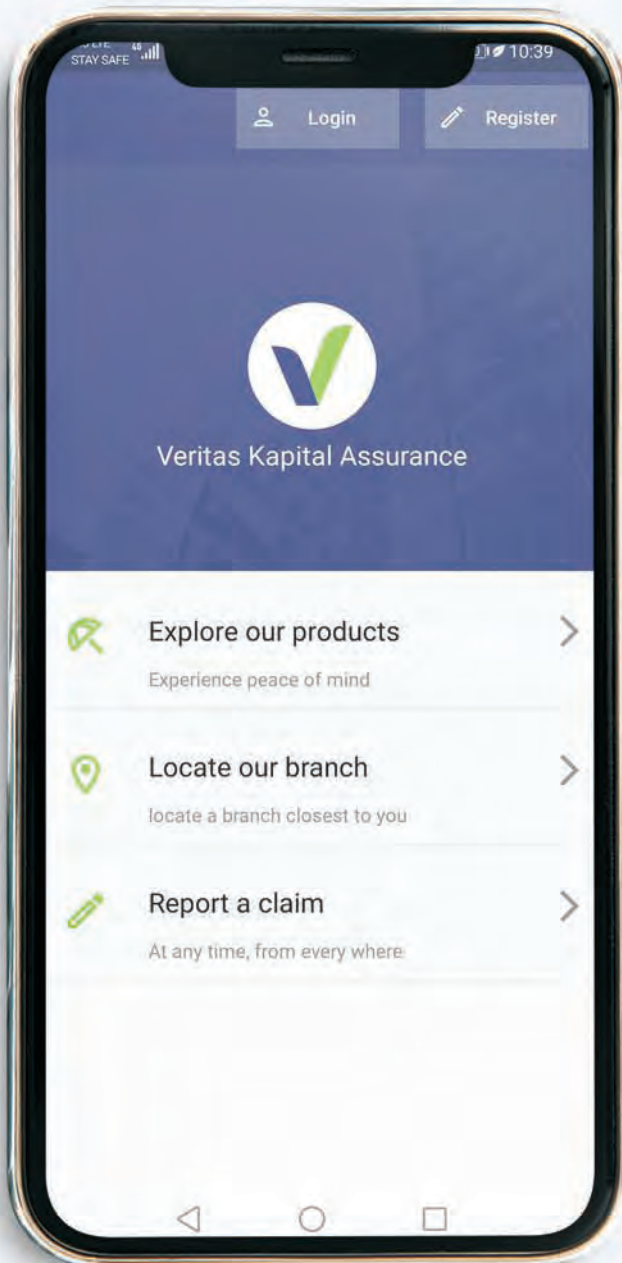 STAY SAFE 4G 10:39
Login Register
Veritas Kapital Assurance
Explore our products
Experience peace of mind
Locate our branch
locate a branch closest to you
Report a claim
At any time, from every where